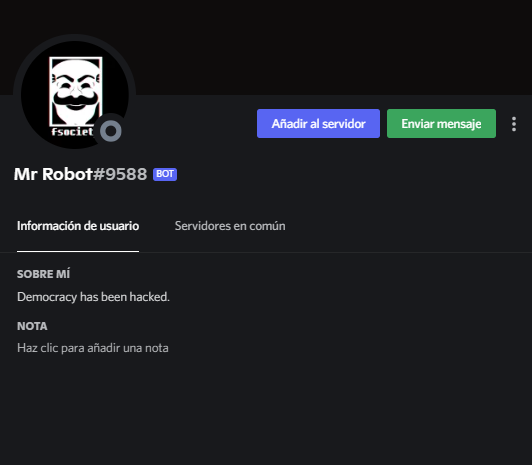 fsociet
Añadir al servidor
Enviar mensaje
Mr Robot#9588 BOT
Información de usuario
Servidores en común
SOBRE MÍ
Democracy has been hacked.
NOTA
Haz clic para añadir una nota